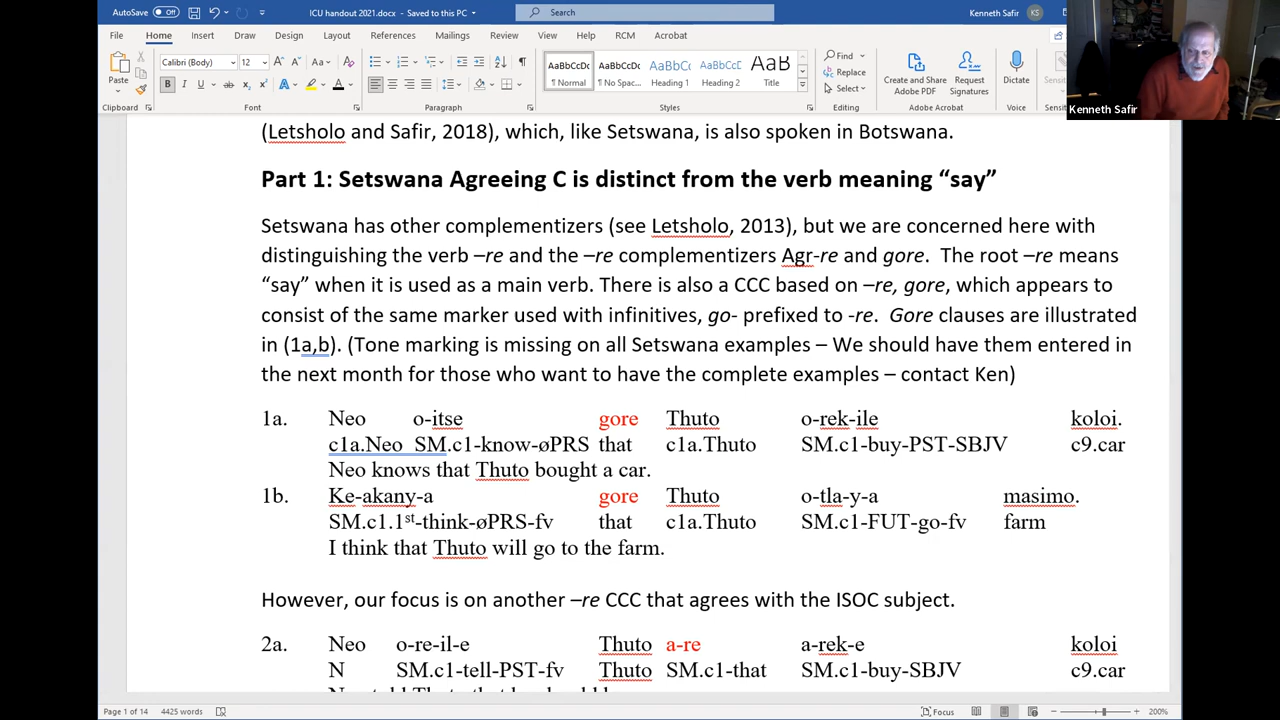 AutoSave Off ICU handout 2021.docx - Saved to this PC Search Kenneth Safir KS
File Home Insert Draw Design Layout References Mailings Review View Help RCM Acrobat
Calibri (Body) 12
Paste
AaBbCcDc AaBbCcDc AaBbC AaBbCcD AaB
¶ Normal ¶ No Spac... Heading 1 Heading 2 Title
Find
Replace
Select
Create and Share Adobe PDF
Request Signatures
Dictate
Clipboard Font Paragraph Styles Editing Adobe Acrobat Voice
Kenneth Safir
(Letsholo and Safir, 2018), which, like Setswana, is also spoken in Botswana.
Part 1: Setswana Agreeing C is distinct from the verb meaning “say”
Setswana has other complementizers (see Letsholo, 2013), but we are concerned here with
distinguishing the verb –re and the –re complementizers Agr-re and gore. The root –re means
“say” when it is used as a main verb. There is also a CCC based on –re, gore, which appears to
consist of the same marker used with infinitives, go- prefixed to -re. Gore clauses are illustrated
in (1a,b). (Tone marking is missing on all Setswana examples – We should have them entered in
the next month for those who want to have the complete examples – contact Ken)
1a. Neo o-itse gore Thuto o-rek-ile koloi.
c1a.Neo SM.c1-know-øPRS that c1a.Thuto SM.c1-buy-PST-SBJV c9.car
Neo knows that Thuto bought a car.
1b. Ke-akany-a gore Thuto o-tla-y-a masimo.
SM.c1.1st-think-øPRS-fv that c1a.Thuto SM.c1-FUT-go-fv farm
I think that Thuto will go to the farm.
However, our focus is on another –re CCC that agrees with the ISOC subject.
2a. Neo o-re-il-e Thuto a-re a-rek-e koloi
N SM.c1-tell-PST-fv Thuto SM.c1-that SM.c1-buy-SBJV c9.car
Page 1 of 14 4425 words Focus 200%